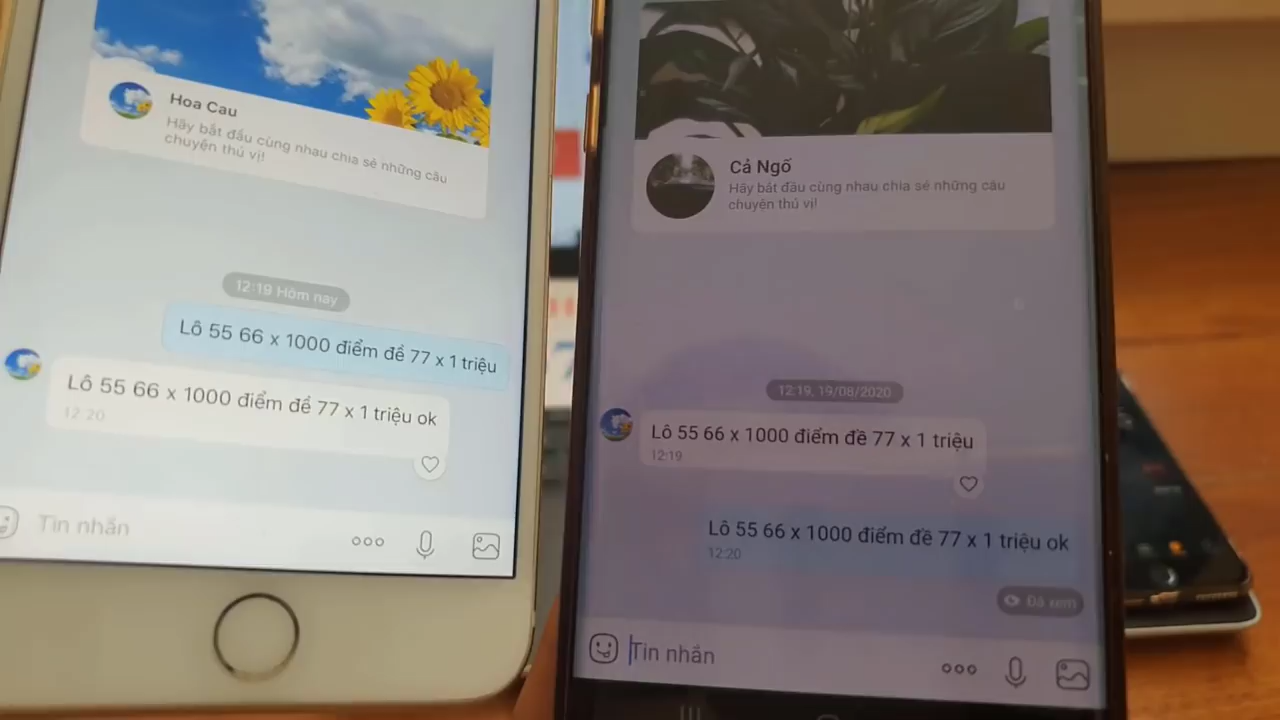 Hoa Cau
Hãy bắt đầu cùng nhau chia sẻ những câu
chuyện thú vị!
12:19 Hôm nay
Lô 55 66 x 1000 điểm đề 77 x 1 triệu
Lô 55 66 x 1000 điểm đề 77 x 1 triệu ok
12:20
Tin nhắn
Cả Ngố
Hãy bắt đầu cùng nhau chia sẻ những câu
chuyện thú vị!
12:19, 19/08/2020
Lô 55 66 x 1000 điểm đề 77 x 1 triệu
12:19
Lô 55 66 x 1000 điểm đề 77 x 1 triệu ok
12:20
Đã xem
Tin nhắn